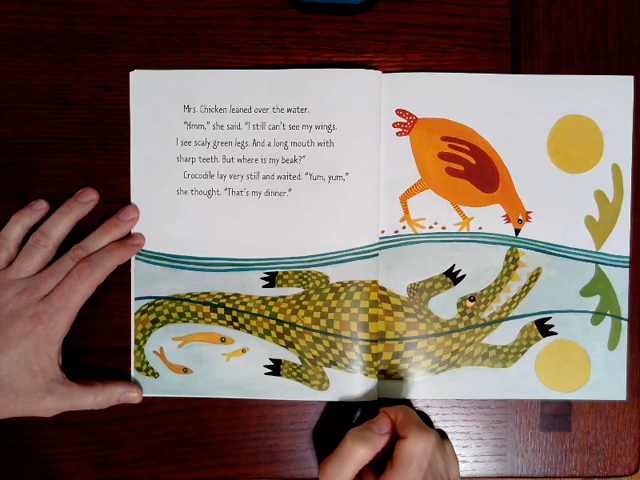 Mrs. Chicken leaned over the water.
"Hmm," she said. "I still can't see my wings.
I see scaly green legs. And a long mouth with
sharp teeth. But where is my beak?"
Crocodile lay very still and waited. "Yum, yum,"
she thought. "That's my dinner."